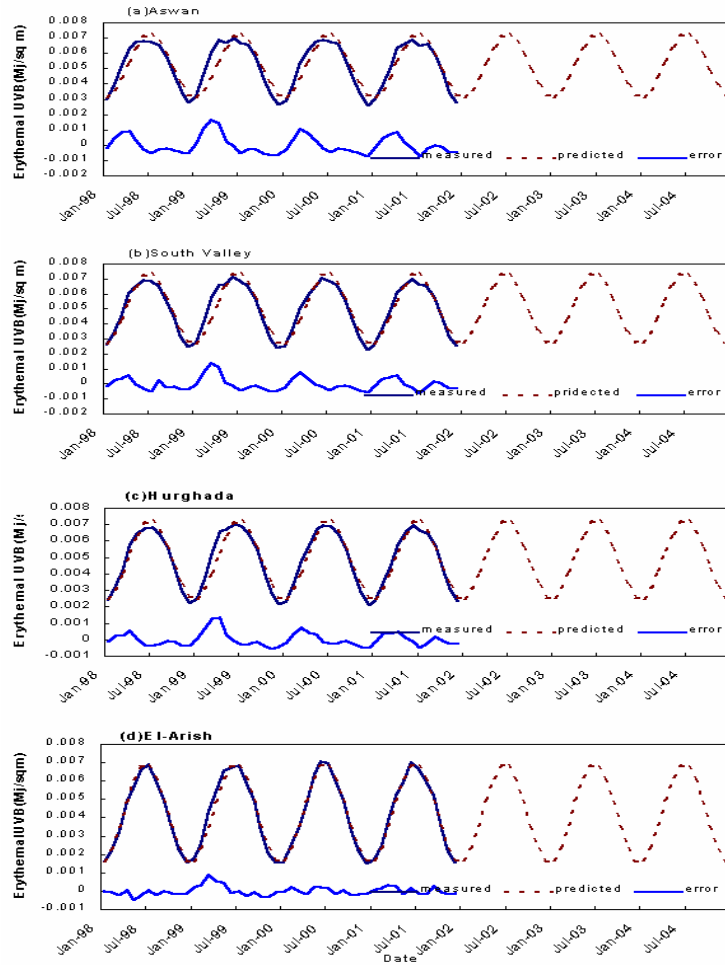 (a)Aswan
Erythemal UVB(Mj/sq m)
0.008
0.007
0.006
0.005
0.004
0.003
0.002
0.001
0
-0.001
-0.002
measured predicted error
Jan-98 Jul-98 Jan-99 Jul-99 Jan-00 Jul-00 Jan-01 Jul-01 Jan-02 Jul-02 Jan-03 Jul-03 Jan-04 Jul-04
(b)South Valley
Erythemal UVB(Mj/sq m)
0.008
0.007
0.006
0.005
0.004
0.003
0.002
0.001
0
-0.001
-0.002
measured pridected error
Jan-98 Jul-98 Jan-99 Jul-99 Jan-00 Jul-00 Jan-01 Jul-01 Jan-02 Jul-02 Jan-03 Jul-03 Jan-04 Jul-04
(c)Hurghada
Erythemal UVB(Mj/
0.008
0.007
0.006
0.005
0.004
0.003
0.002
0.001
0
-0.001
measured predicted error
Jan-98 Jul-98 Jan-99 Jul-99 Jan-00 Jul-00 Jan-01 Jul-01 Jan-02 Jul-02 Jan-03 Jul-03 Jan-04 Jul-04
(d)El-Arish
ErythemalUVB(Mj/sqm)
0.008
0.007
0.006
0.005
0.004
0.003
0.002
0.001
0
-0.001
measured predicted error
Jan-98 Jul-98 Jan-99 Jul-99 Jan-00 Jul-00 Jan-01 Jul-01 Jan-02 Jul-02 Jan-03 Jul-03 Jan-04 Jul-04
Date